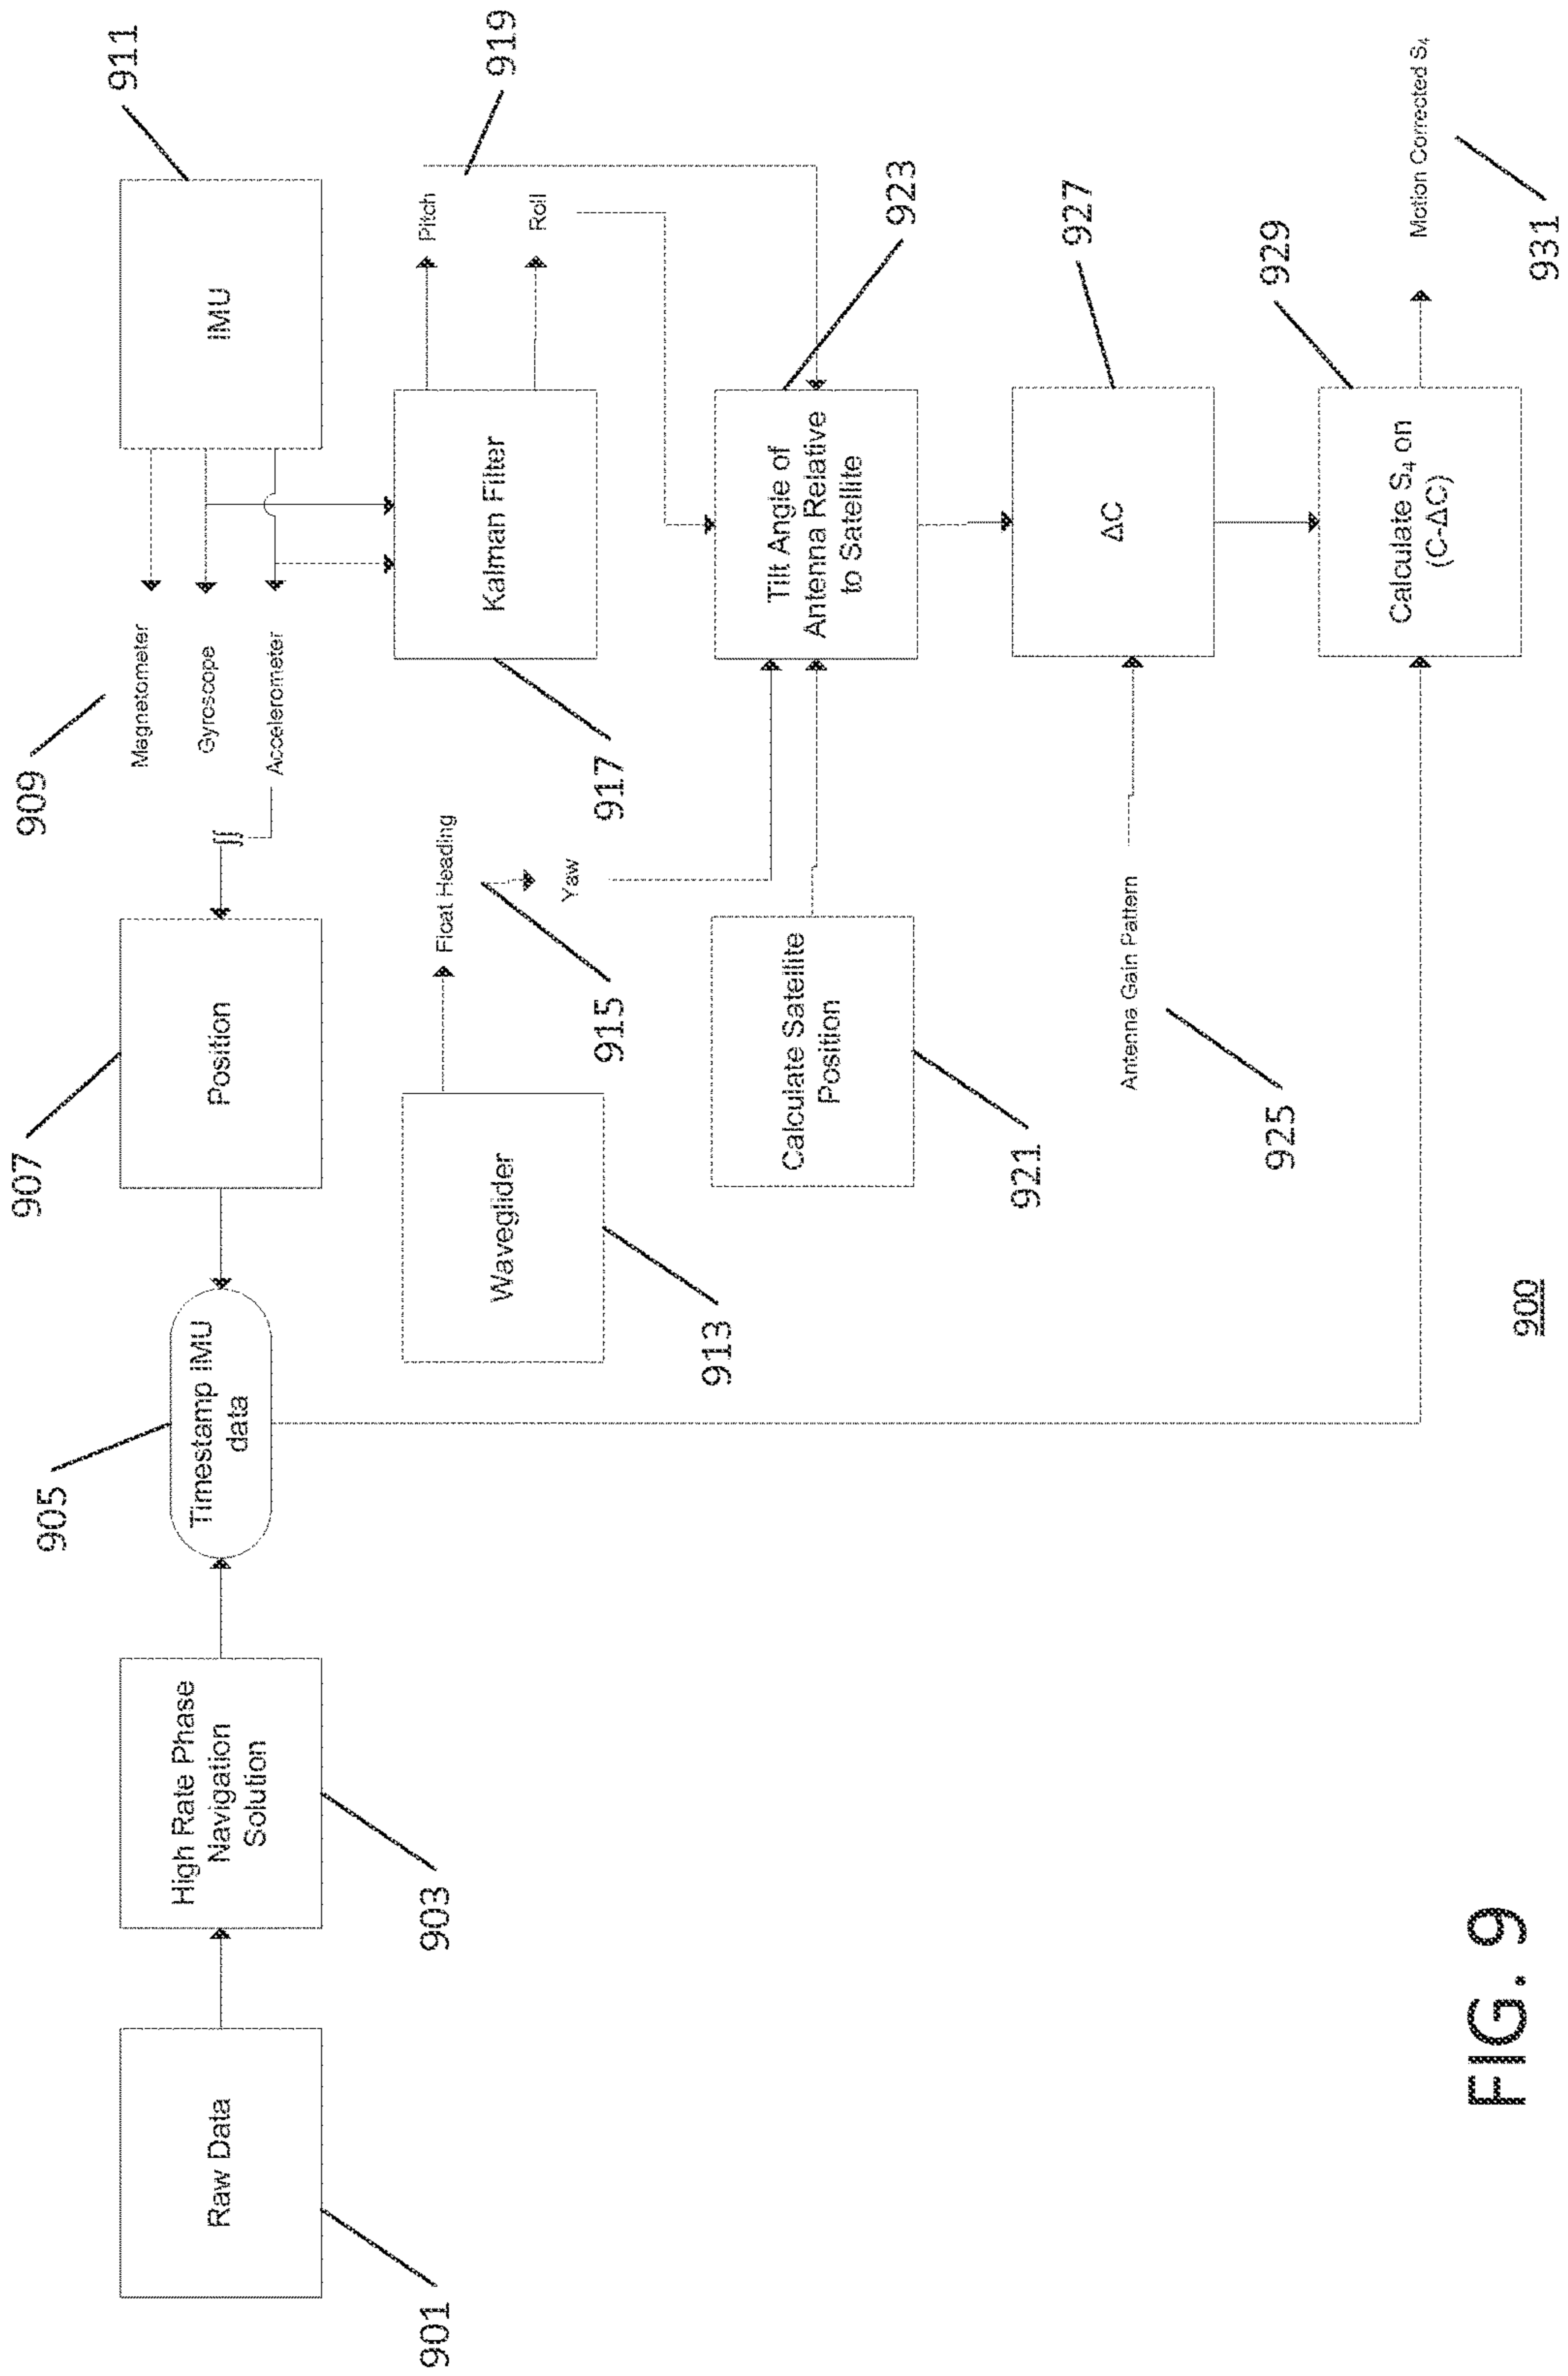 901
Raw Data
903
High Rate Phase
Navigation
Solution
905
Timestamp IMU
data
907
Position
∫∫
909
Magnetometer
Gyroscope
Accelerometer
911
IMU
913
Waveglider
915
Float Heading
Yaw
917
Kalman Filter
919
Pitch
Roll
921
Calculate Satellite
Position
923
Tilt Angle of
Antenna Relative
to Satellite
925
Antenna Gain Pattern
927
ΔC
929
Calculate S₄ on
(C-ΔC)
931
Motion Corrected S₄
900
FIG. 9